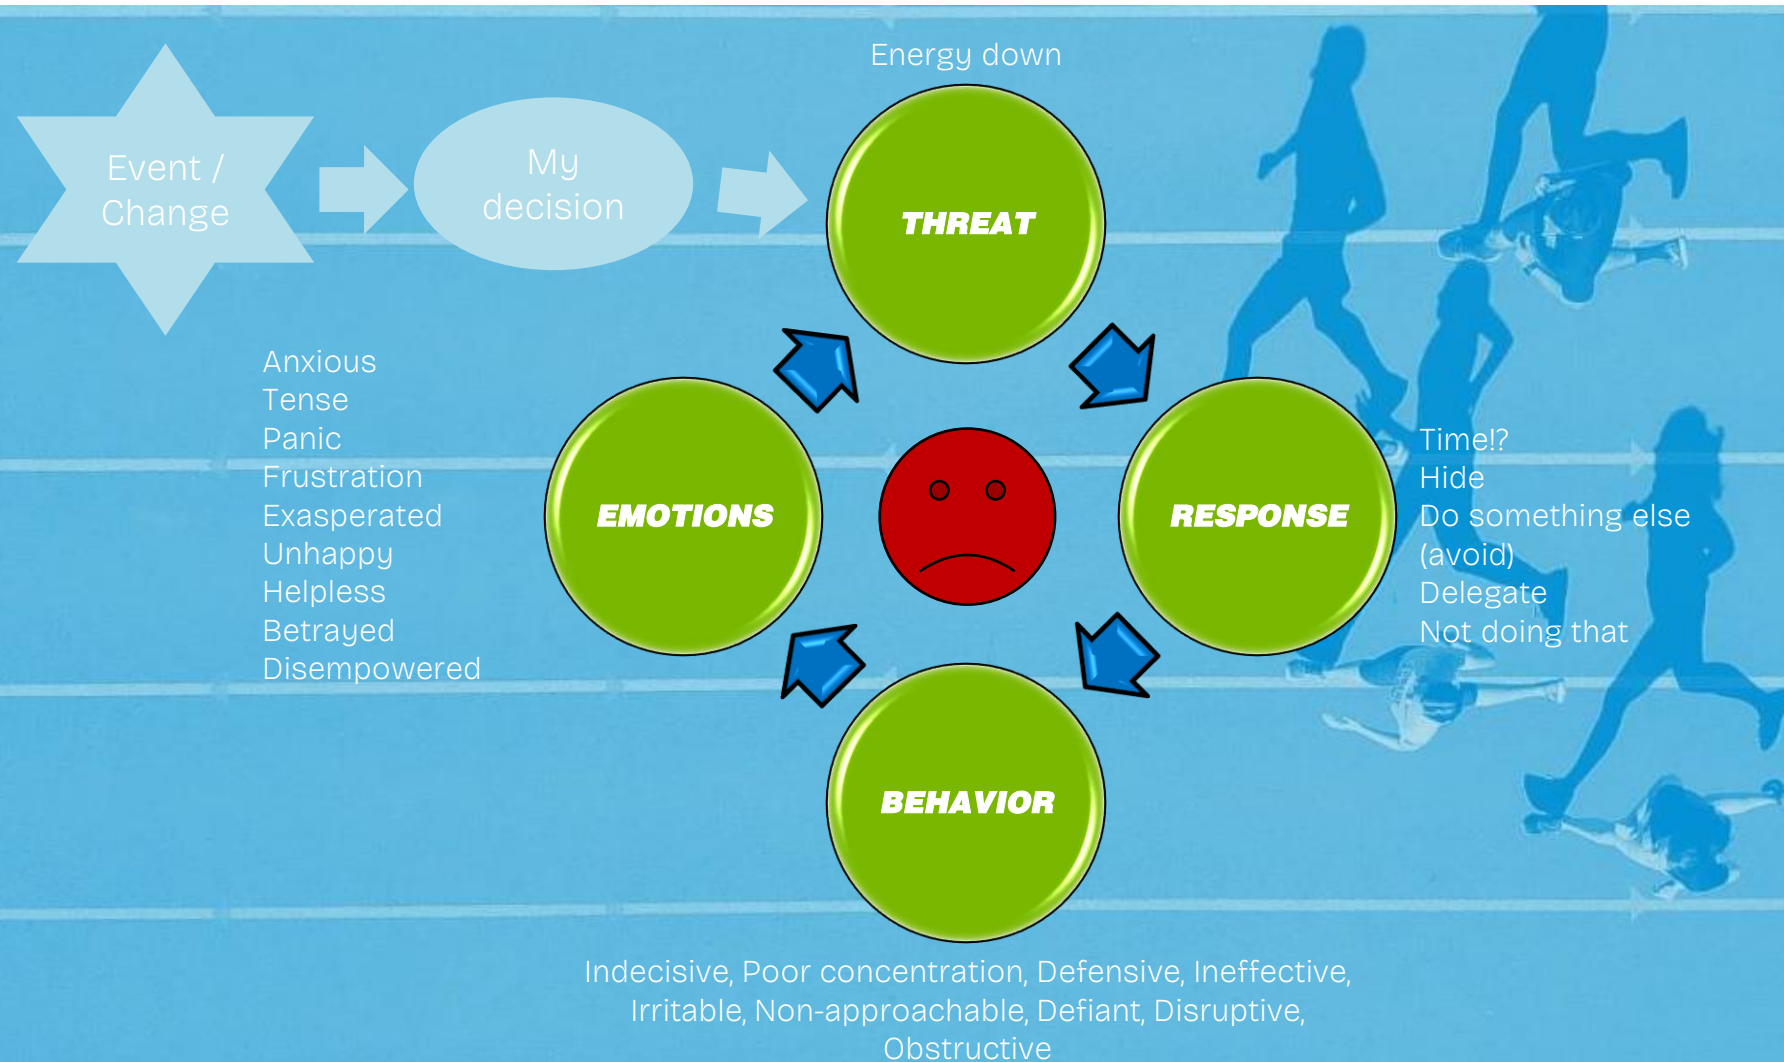 Energy down
Event /
Change
My
decision
THREAT
Anxious
Tense
Panic
Frustration
Exasperated
Unhappy
Helpless
Betrayed
Disempowered
EMOTIONS
RESPONSE
Time!?
Hide
Do something else
(avoid)
Delegate
Not doing that
BEHAVIOR
Indecisive, Poor concentration, Defensive, Ineffective,
Irritable, Non-approachable, Defiant, Disruptive,
Obstructive